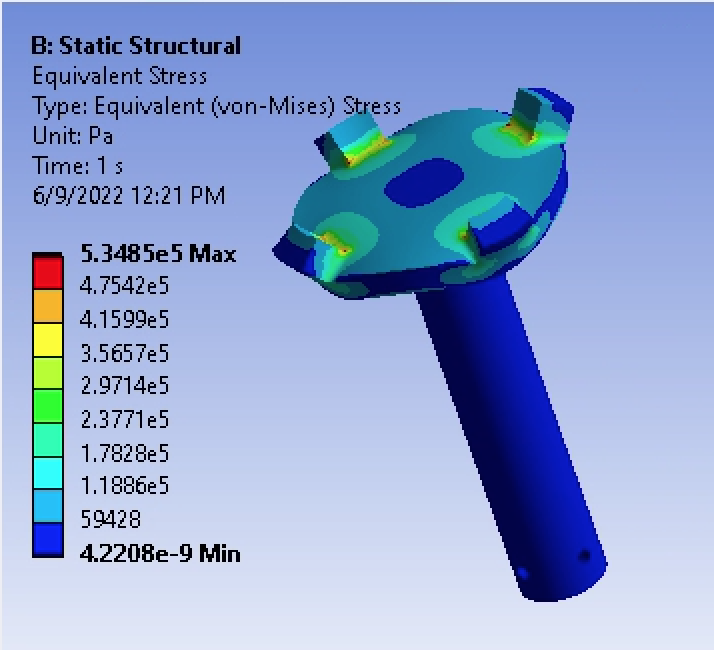 B: Static Structural
Equivalent Stress
Type: Equivalent (von-Mises) Stress
Unit: Pa
Time: 1 s
6/9/2022 12:21 PM
5.3485e5 Max
4.7542e5
4.1599e5
3.5657e5
2.9714e5
2.3771e5
1.7828e5
1.1886e5
59428
4.2208e-9 Min